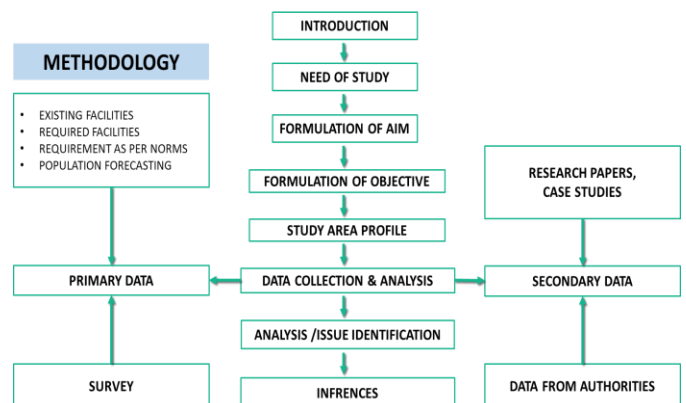 INTRODUCTION
METHODOLOGY
NEED OF STUDY
• EXISTING FACILITIES
• REQUIRED FACILITIES
• REQUIREMENT AS PER NORMS
• POPULATION FORECASTING
FORMULATION OF AIM
FORMULATION OF OBJECTIVE
RESEARCH PAPERS,
CASE STUDIES
STUDY AREA PROFILE
PRIMARY DATA
DATA COLLECTION & ANALYSIS
SECONDARY DATA
ANALYSIS /ISSUE IDENTIFICATION
SURVEY
INFRENCES
DATA FROM AUTHORITIES